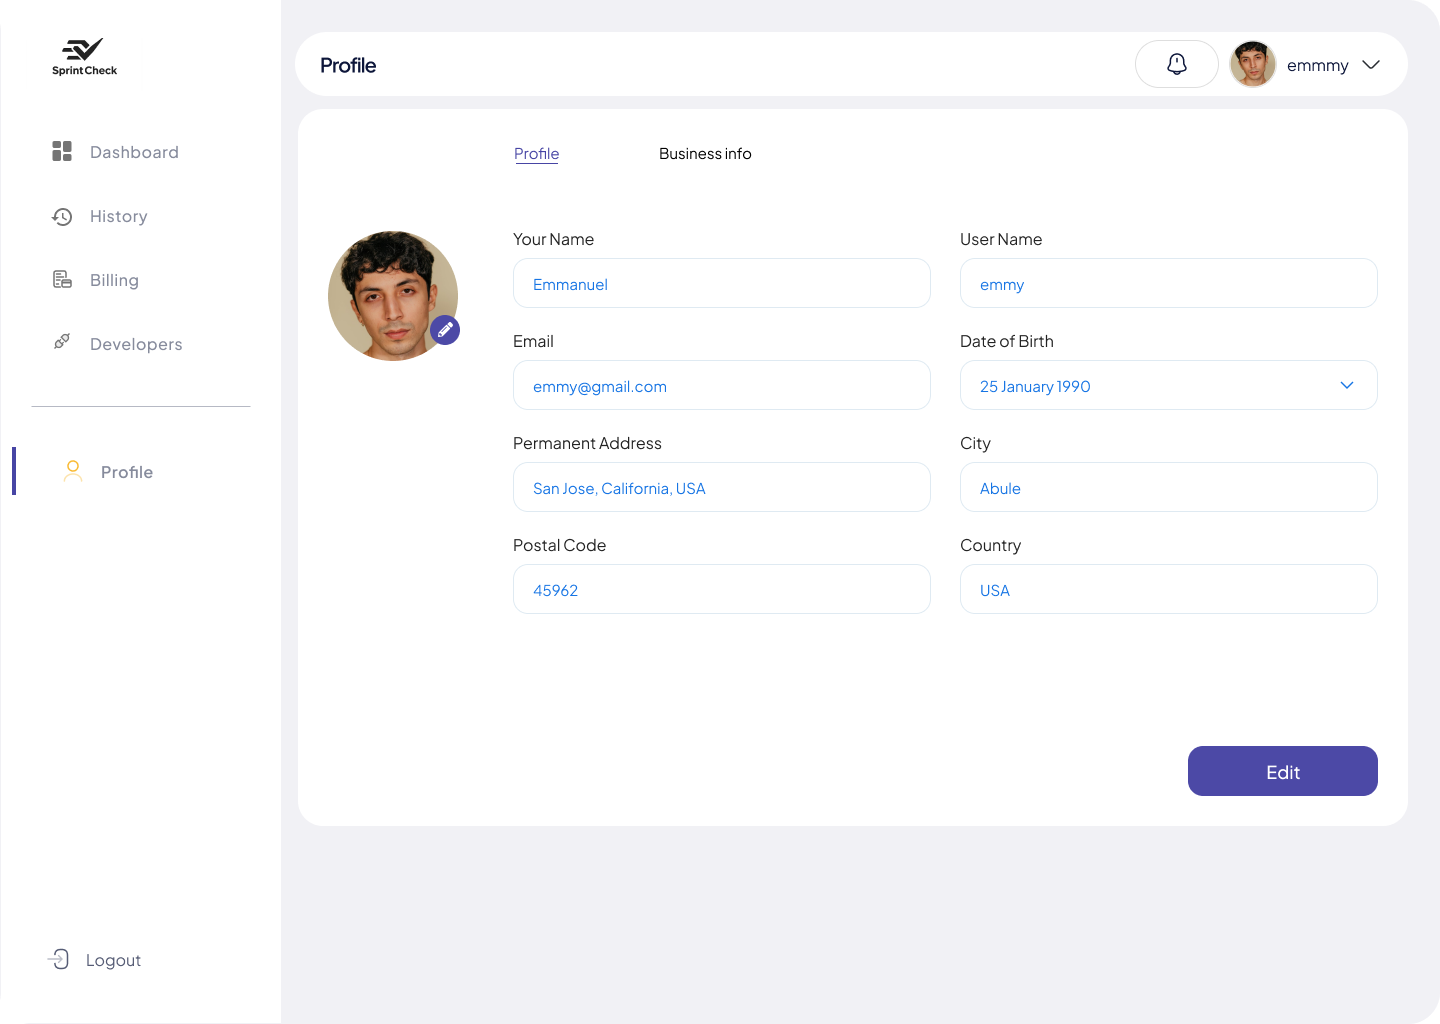 SprintCheck
Dashboard
History
Billing
Developers
Profile
Logout
Profile
emmmy
Profile
Business info
Your Name
User Name
Emmanuel
emmy
Email
Date of Birth
emmy@gmail.com
25 January 1990
Permanent Address
City
San Jose, California, USA
Abule
Postal Code
Country
45962
USA
Edit